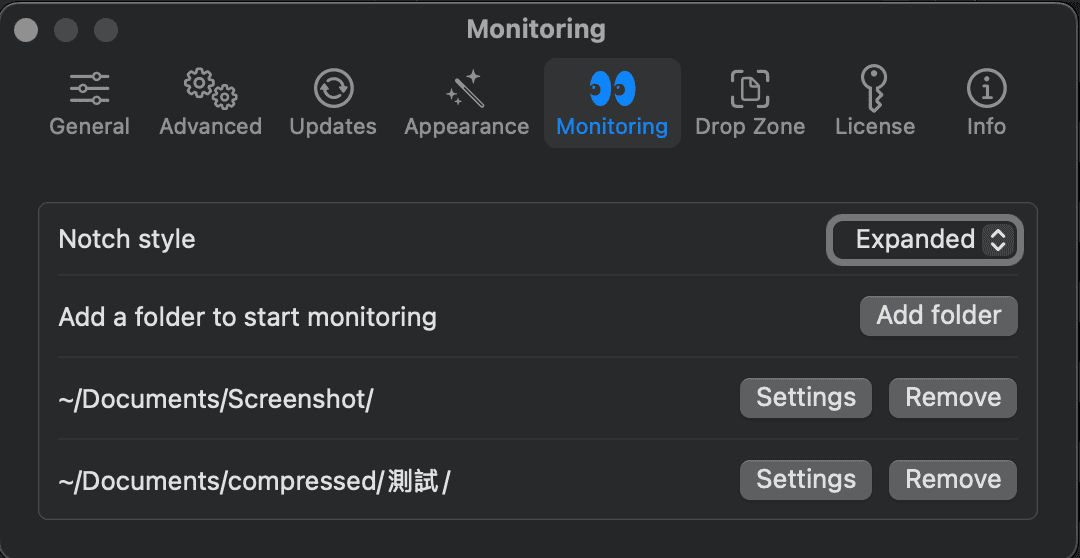 Monitoring
General Advanced Updates Appearance Monitoring Drop Zone License Info
Notch style Expanded
Add a folder to start monitoring Add folder
~/Documents/Screenshot/ Settings Remove
~/Documents/compressed/測試/ Settings Remove